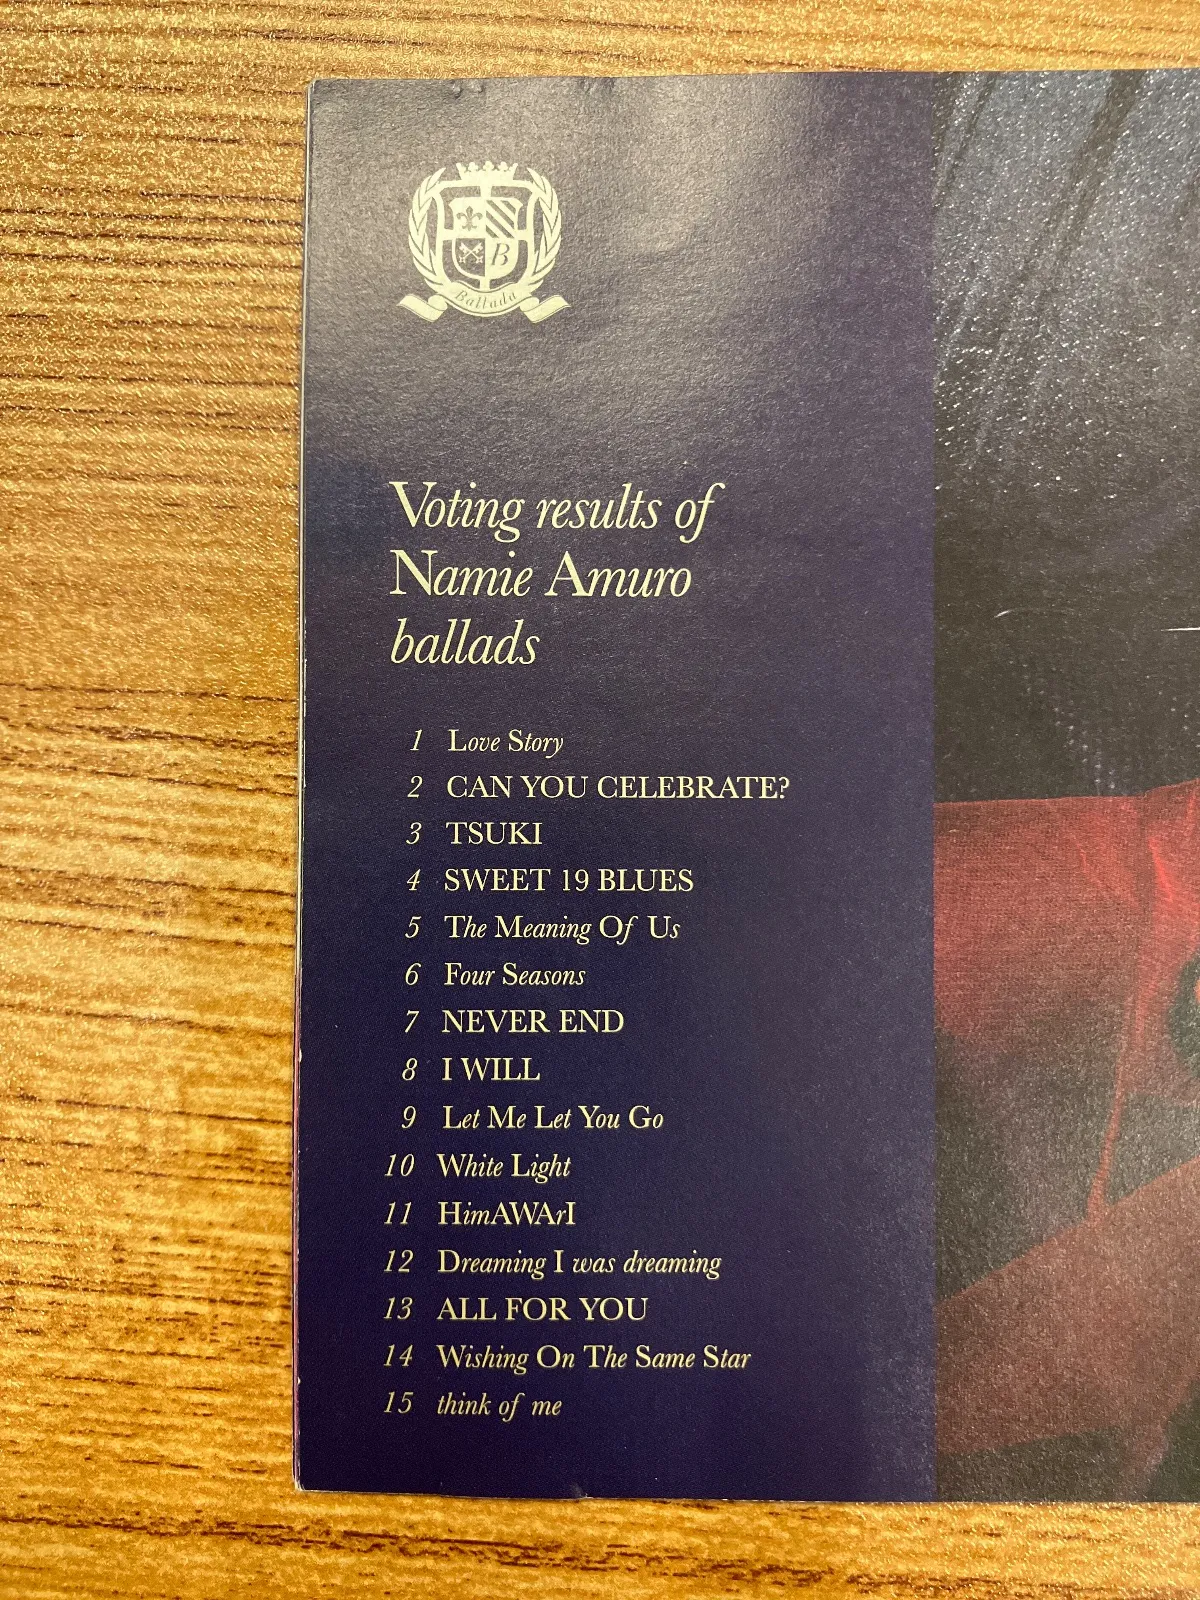 B
Ballada
Voting results of
Namie Amuro
ballads
1 Love Story
2 CAN YOU CELEBRATE?
3 TSUKI
4 SWEET 19 BLUES
5 The Meaning Of Us
6 Four Seasons
7 NEVER END
8 I WILL
9 Let Me Let You Go
10 White Light
11 HimAWArI
12 Dreaming I was dreaming
13 ALL FOR YOU
14 Wishing On The Same Star
15 think of me